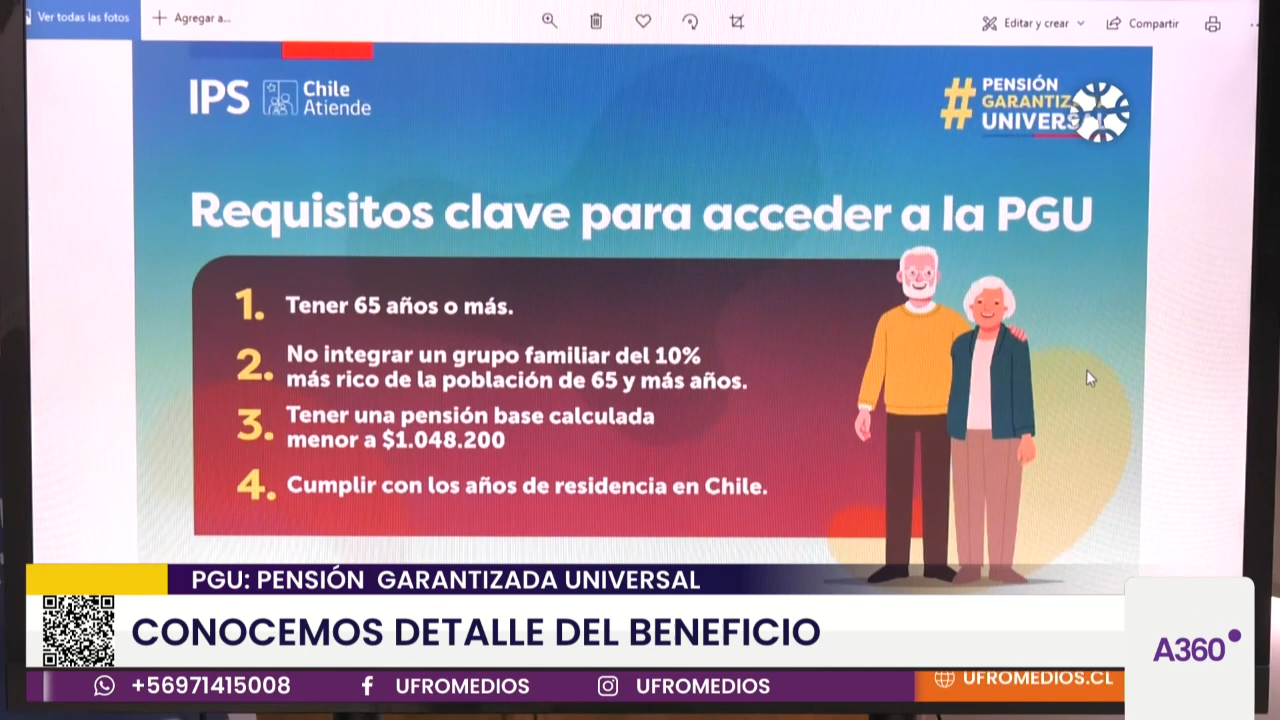 Ver todas las fotos
Agregar a...
Editar y crear
Compartir
IPS
Chile
Atiende
#
PENSIÓN
GARANTIZ
UNIVERSAL
Requisitos clave para acceder a la PGU
1. Tener 65 años o más.
2. No integrar un grupo familiar del 10%
más rico de la población de 65 y más años.
3. Tener una pensión base calculada
menor a $1.048.200
4. Cumplir con los años de residencia en Chile.
PGU: PENSIÓN GARANTIZADA UNIVERSAL
CONOCEMOS DETALLE DEL BENEFICIO
A360
+56971415008
UFROMEDIOS
UFROMEDIOS
UFROMEDIOS.CL